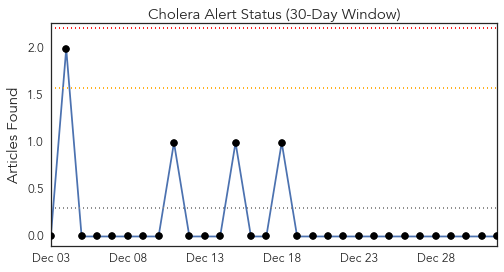 Cholera Alert Status (30-Day Window)
Articles Found
2.0
1.5
1.0
0.5
0.0
Dec 03 Dec 08 Dec 13 Dec 18 Dec 23 Dec 28